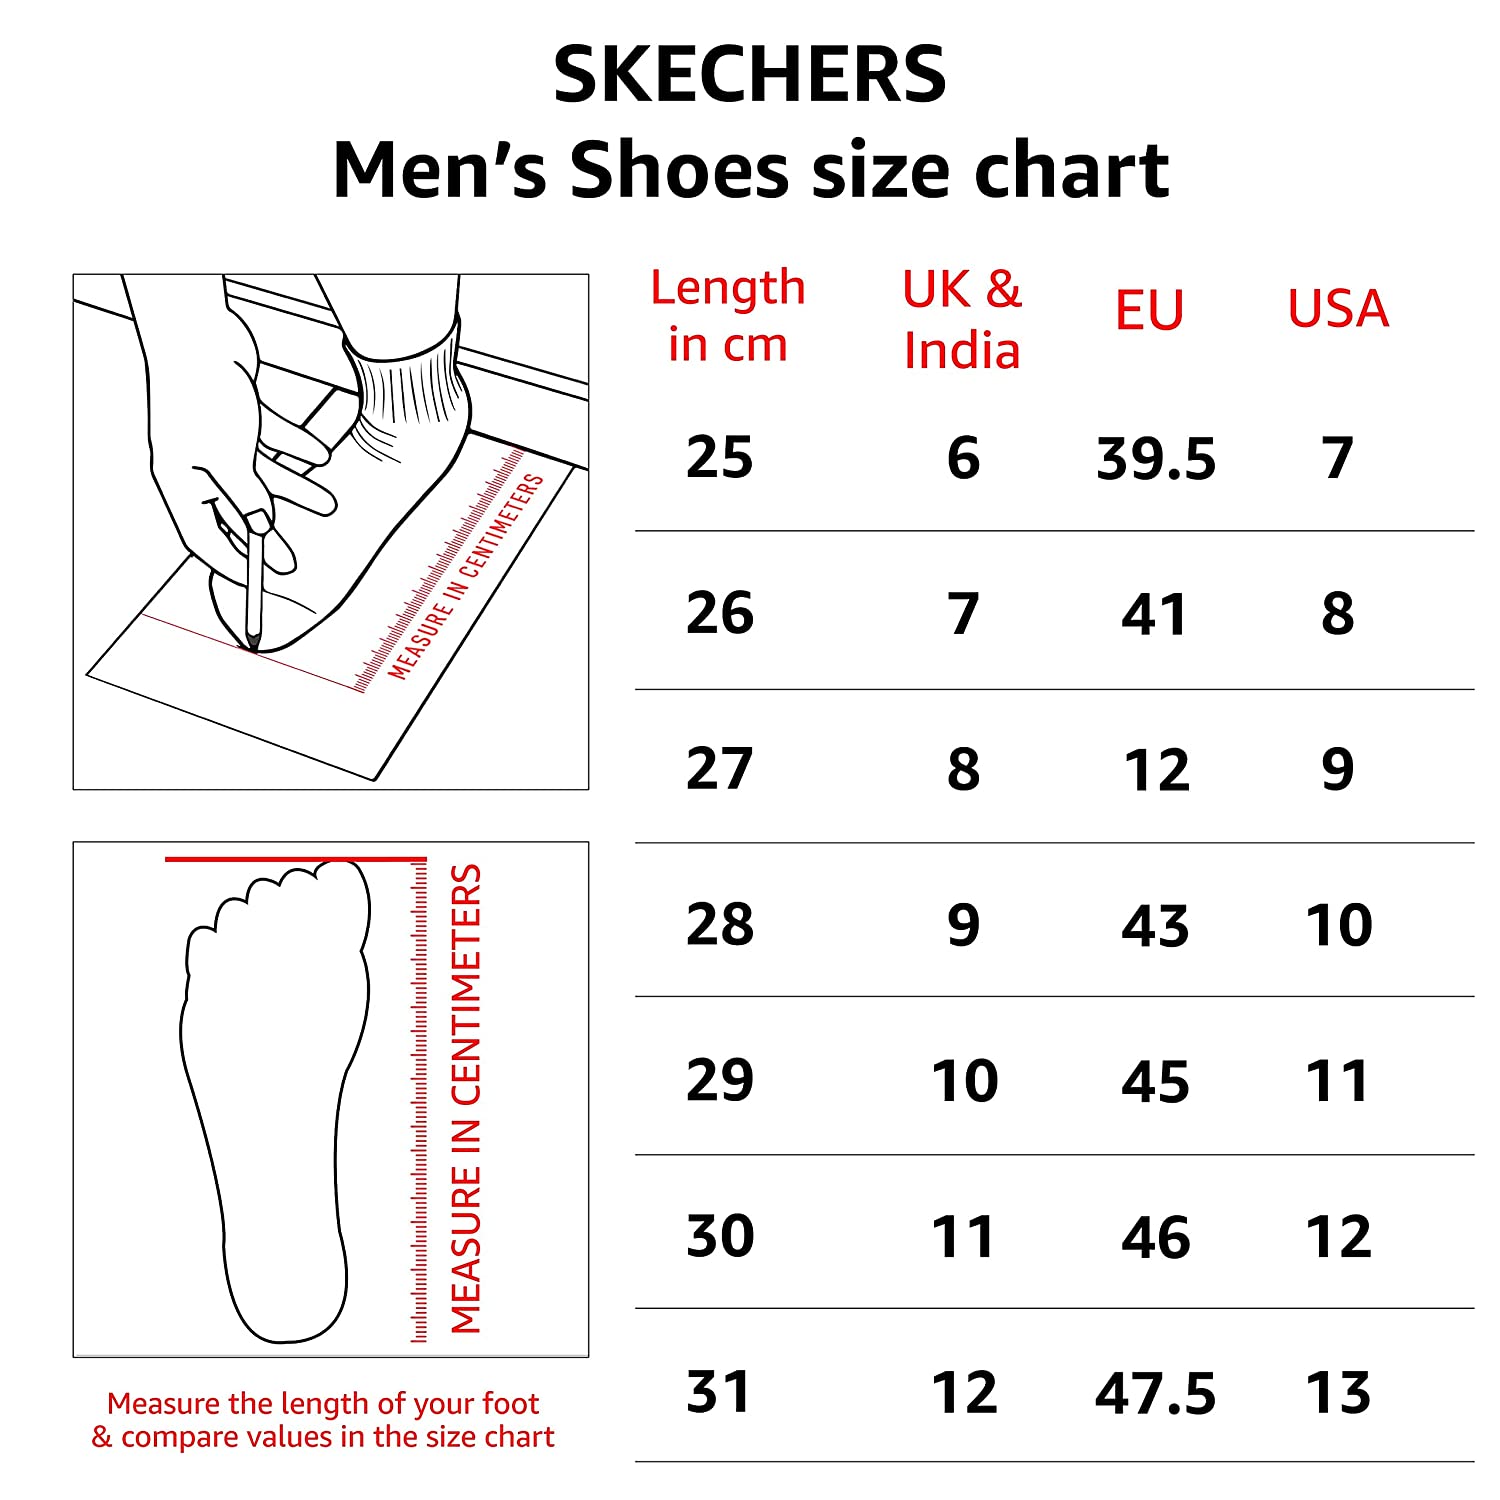 SKECHERS
Men's Shoes size chart
MEASURE IN CENTIMETERS
MEASURE IN CENTIMETERS
Measure the length of your foot
& compare values in the size chart
Length in cm UK & India EU USA
25 6 39.5 7
26 7 41 8
27 8 12 9
28 9 43 10
29 10 45 11
30 11 46 12
31 12 47.5 13